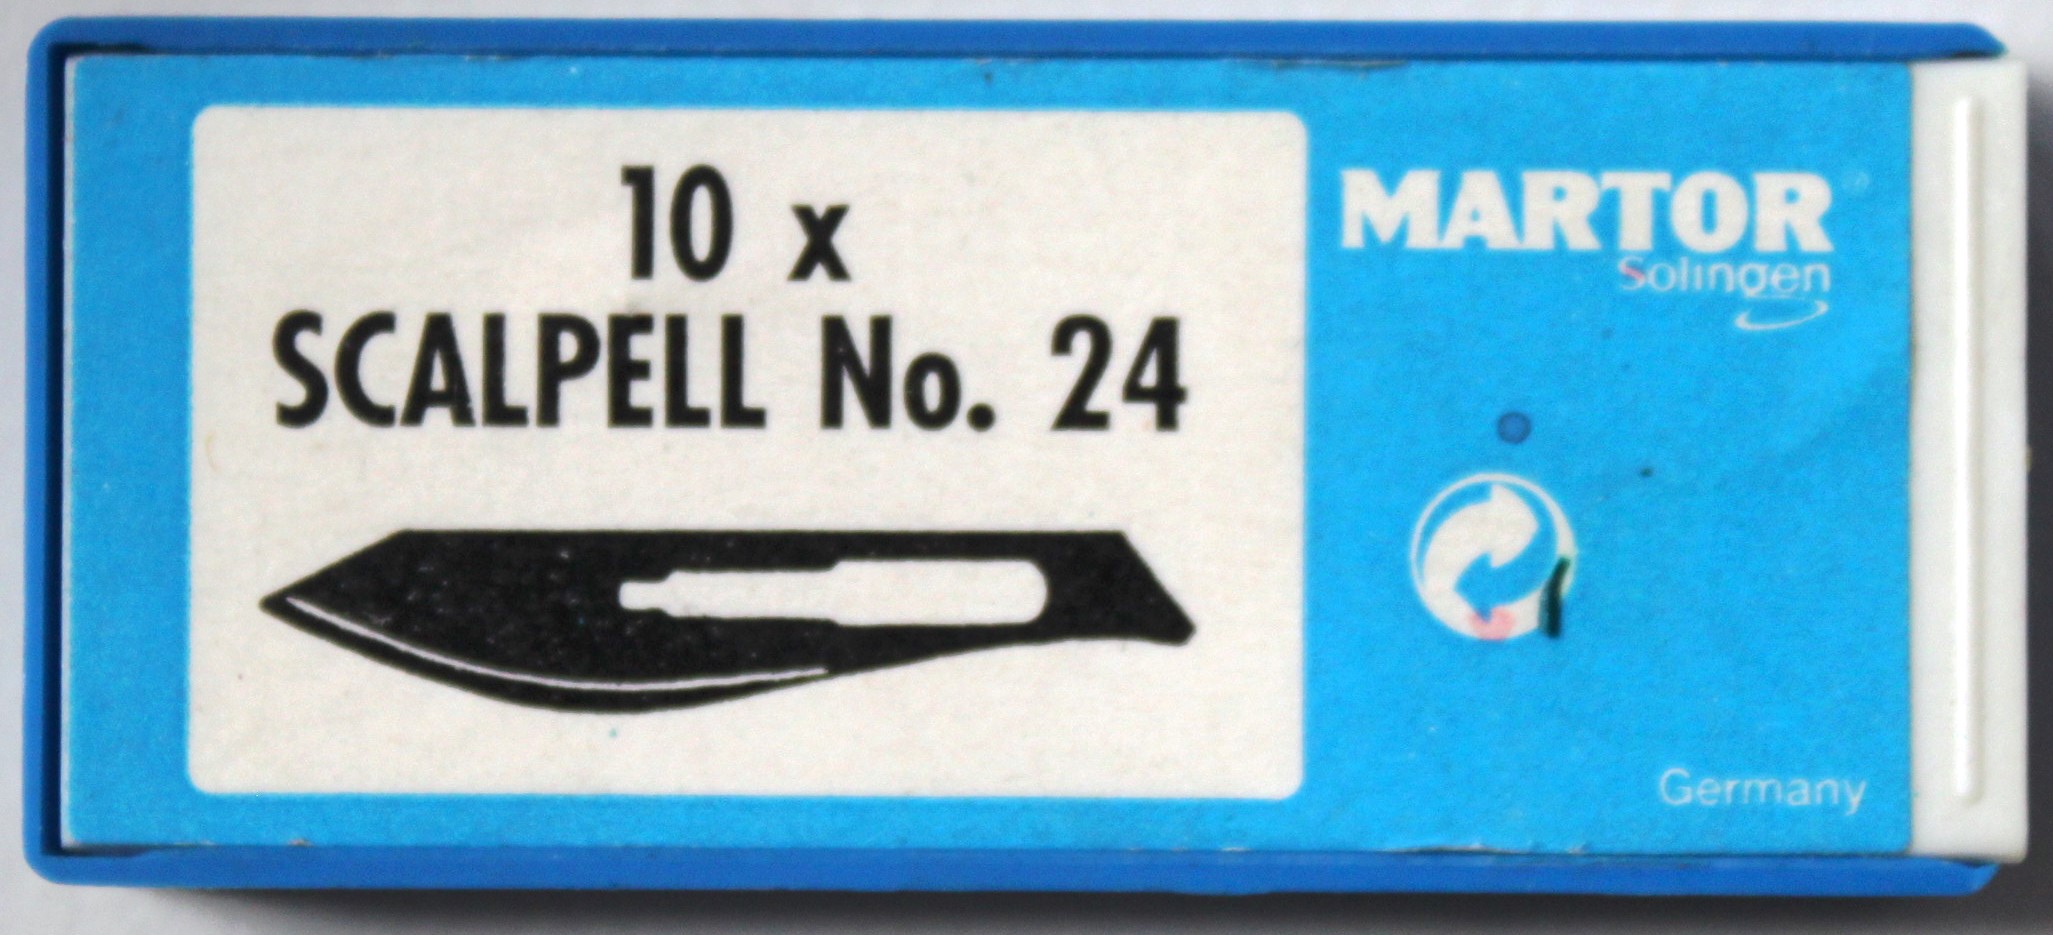 10 x
SCALPELL No. 24
MARTOR
Solingen
Germany